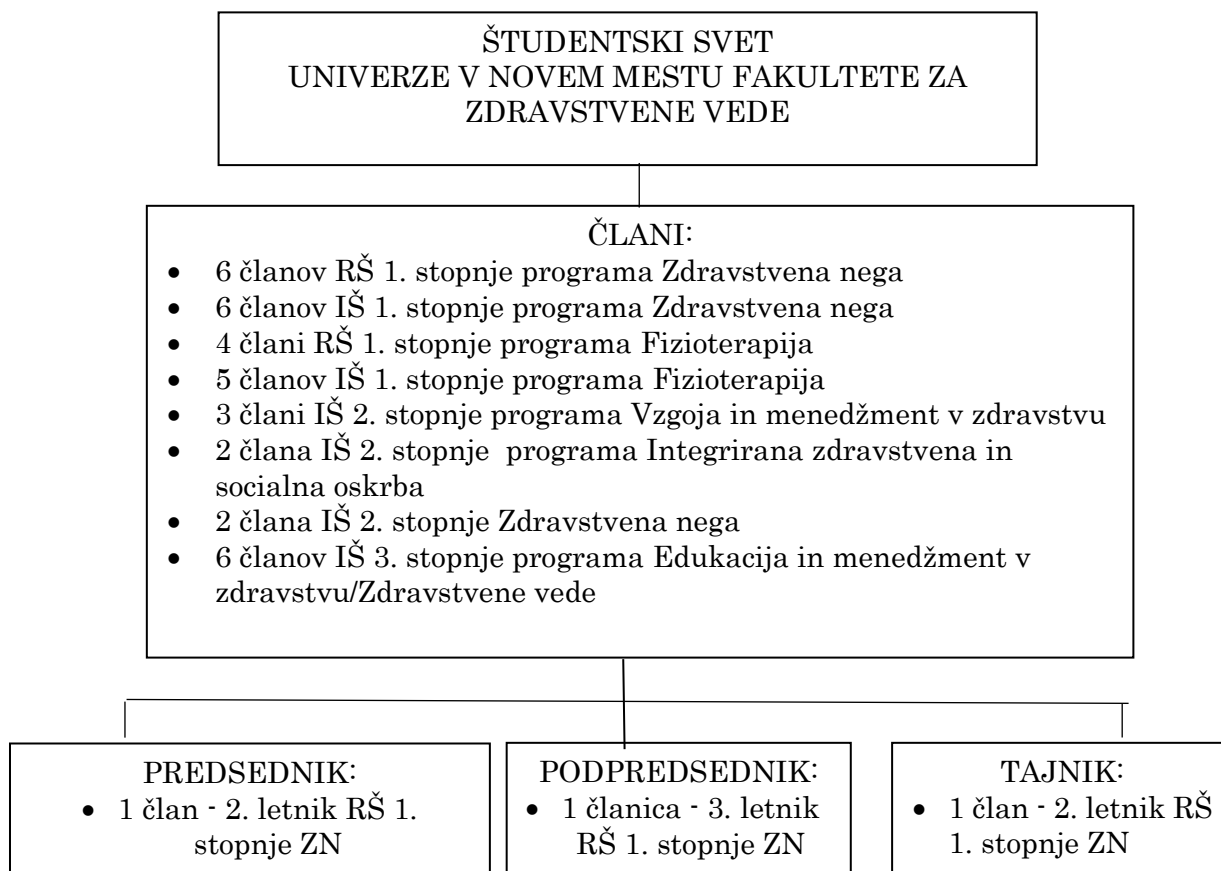 ŠTUDENTSKI SVET
UNIVERZE V NOVEM MESTU FAKULTETE ZA
ZDRAVSTVENE VEDE
ČLANI:
• 6 članov RŠ 1. stopnje programa Zdravstvena nega
• 6 članov IŠ 1. stopnje programa Zdravstvena nega
• 4 člani RŠ 1. stopnje programa Fizioterapija
• 5 članov IŠ 1. stopnje programa Fizioterapija
• 3 člani IŠ 2. stopnje programa Vzgoja in menedžment v zdravstvu
• 2 člana IŠ 2. stopnje programa Integrirana zdravstvena in
socialna oskrba
• 2 člana IŠ 2. stopnje Zdravstvena nega
• 6 članov IŠ 3. stopnje programa Edukacija in menedžment v
zdravstvu/Zdravstvene vede
PREDSEDNIK:
• 1 član - 2. letnik RŠ 1.
stopnje ZN
PODPREDSEDNIK:
• 1 članica - 3. letnik
RŠ 1. stopnje ZN
TAJNIK:
• 1 član - 2. letnik RŠ
1. stopnje ZN